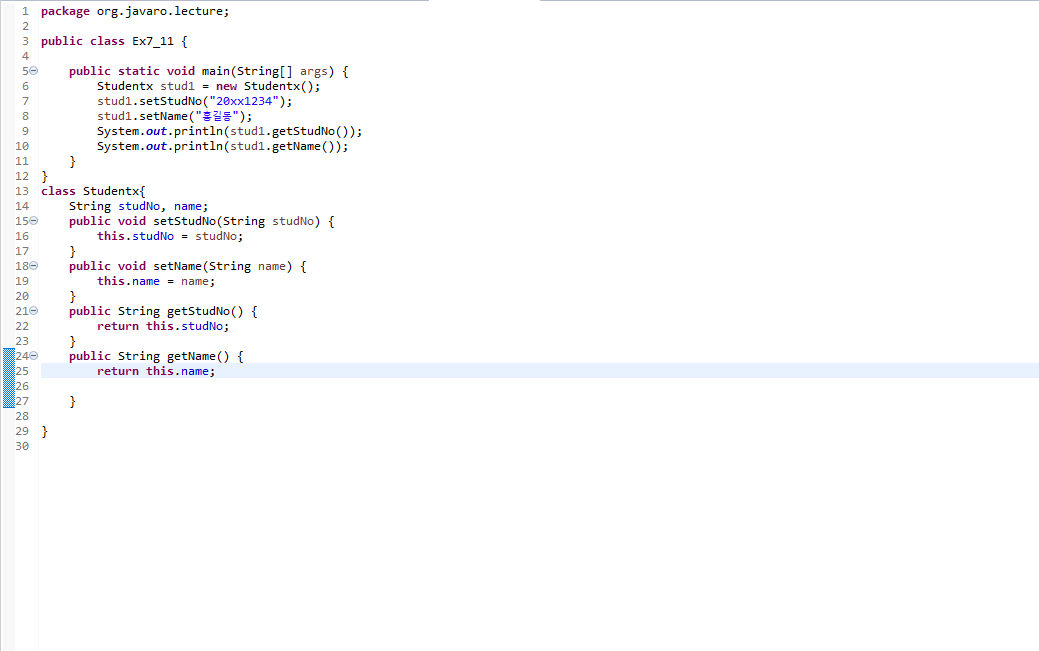 1 package org.javaro.lecture;
2
3 public class Ex7_11 {
4
5 public static void main(String[] args) {
6 Studentx stud1 = new Studentx();
7 stud1.setStudNo("20xx1234");
8 stud1.setName("홍길동");
9 System.out.println(stud1.getStudNo());
10 System.out.println(stud1.getName());
11 }
12 }
13 class Studentx{
14 String studNo, name;
15 public void setStudNo(String studNo) {
16 this.studNo = studNo;
17 }
18 public void setName(String name) {
19 this.name = name;
20 }
21 public String getStudNo() {
22 return this.studNo;
23 }
24 public String getName() {
25 return this.name;
26
27 }
28
29 }
30